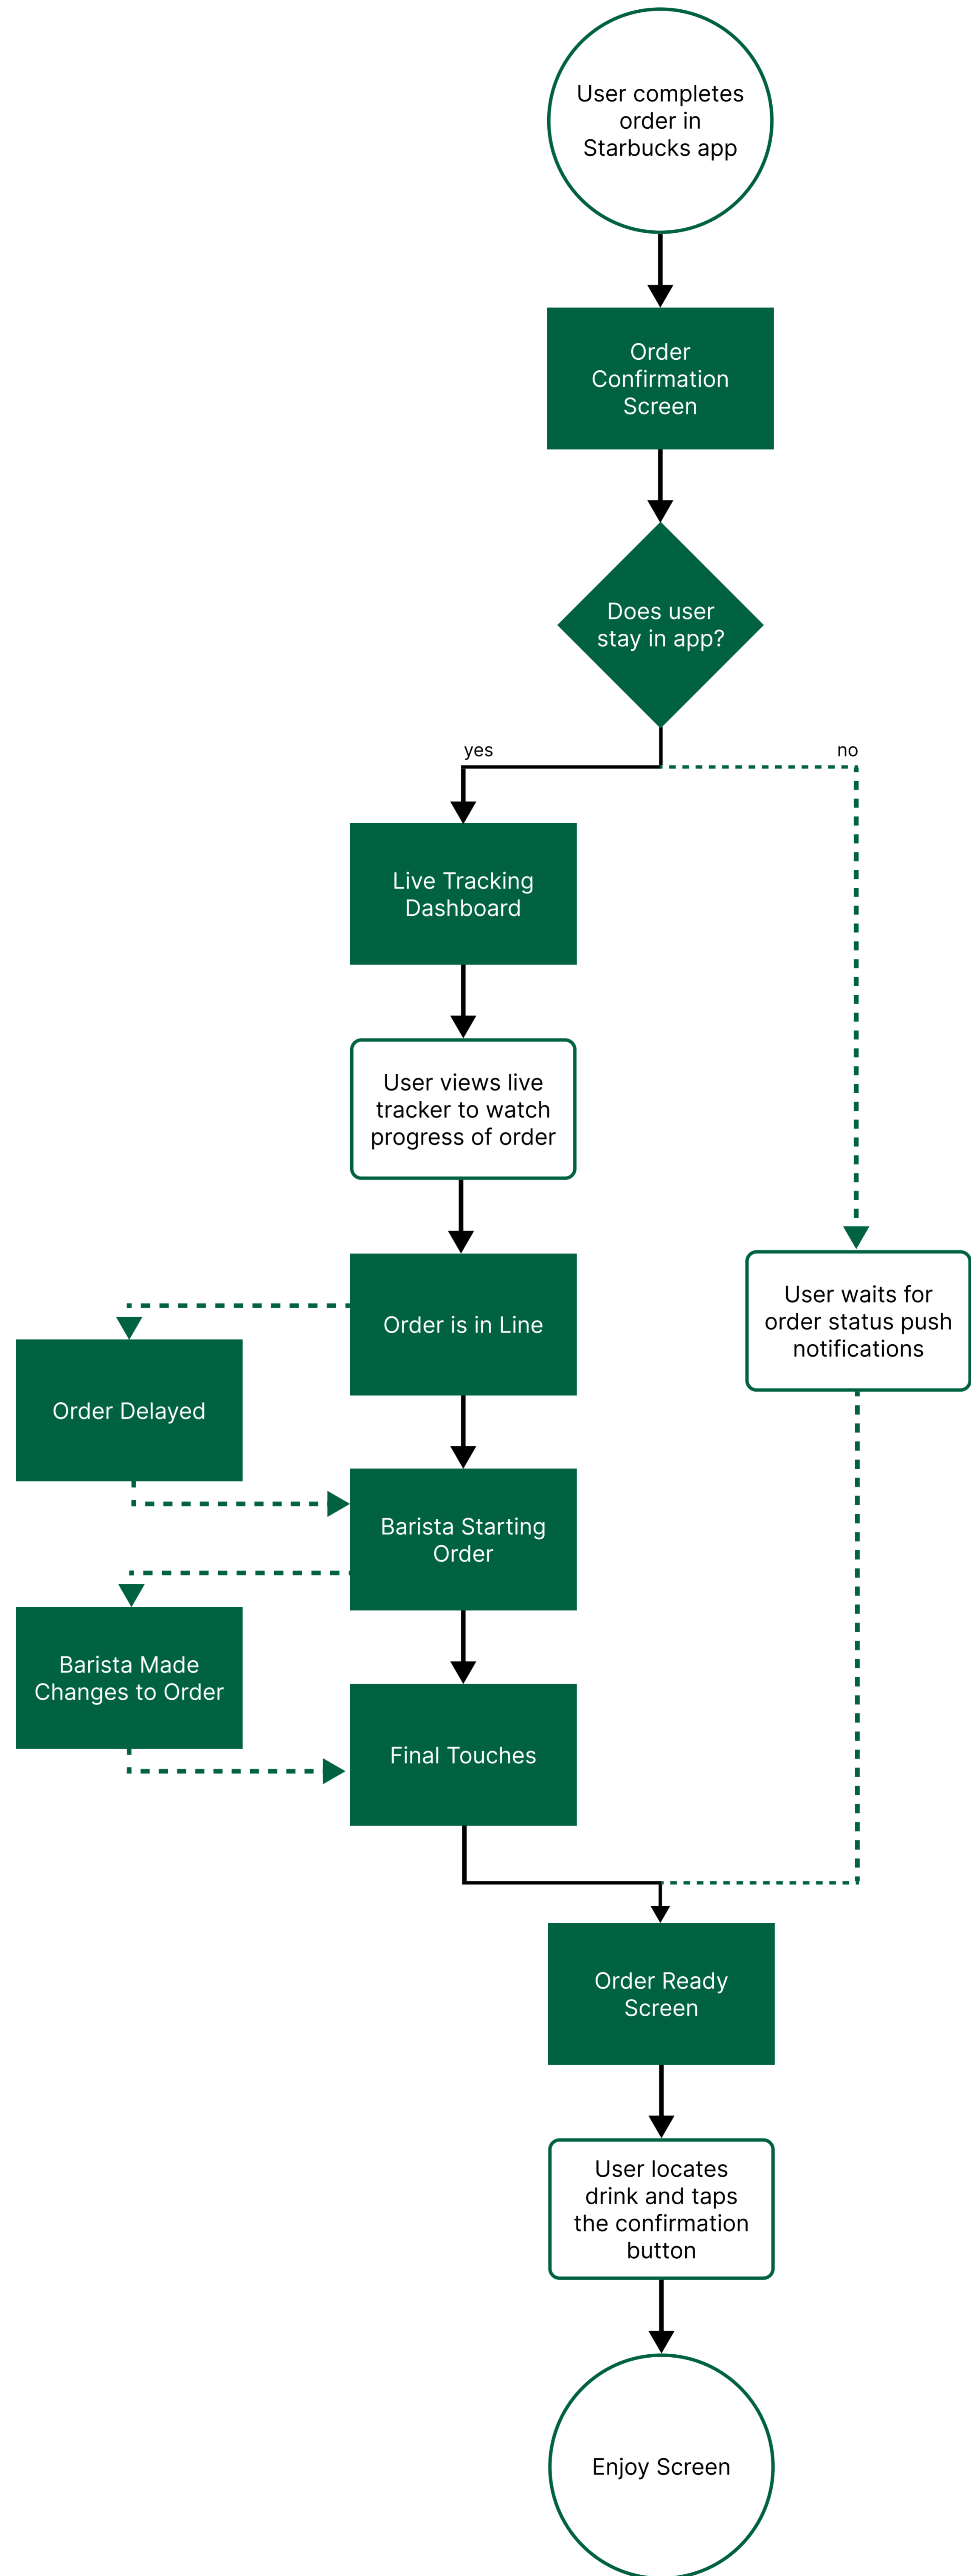 User completes
order in
Starbucks app
Order
Confirmation
Screen
Does user
stay in app?
yes
no
Live Tracking
Dashboard
User views live
tracker to watch
progress of order
Order is in Line
User waits for
order status push
notifications
Order Delayed
Barista Starting
Order
Barista Made
Changes to Order
Final Touches
Order Ready
Screen
User locates
drink and taps
the confirmation
button
Enjoy Screen